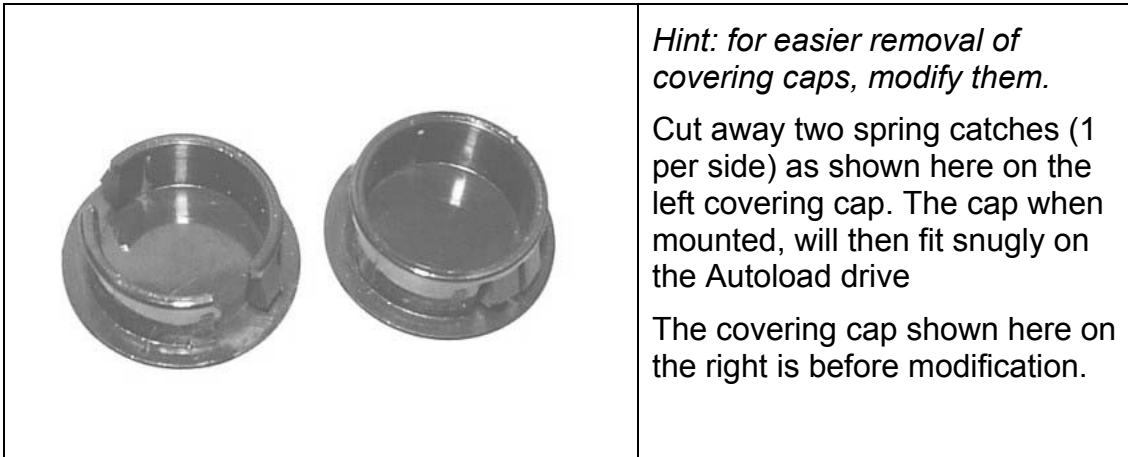 Hint: for easier removal of
covering caps, modify them.
Cut away two spring catches (1
per side) as shown here on the
left covering cap. The cap when
mounted, will then fit snugly on
the Autoload drive
The covering cap shown here on
the right is before modification.